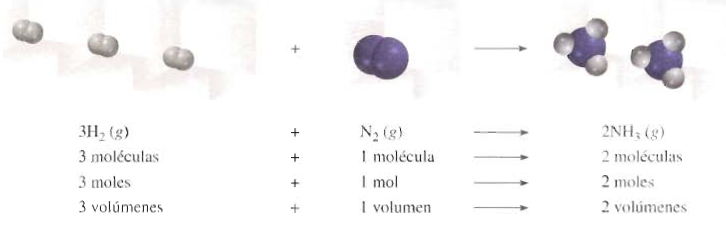 +
3H₂ (g) + N₂ (g) ⟶ 2NH₃ (g)
3 moléculas + 1 molécula ⟶ 2 moléculas
3 moles + 1 mol ⟶ 2 moles
3 volúmenes + 1 volumen ⟶ 2 volúmenes